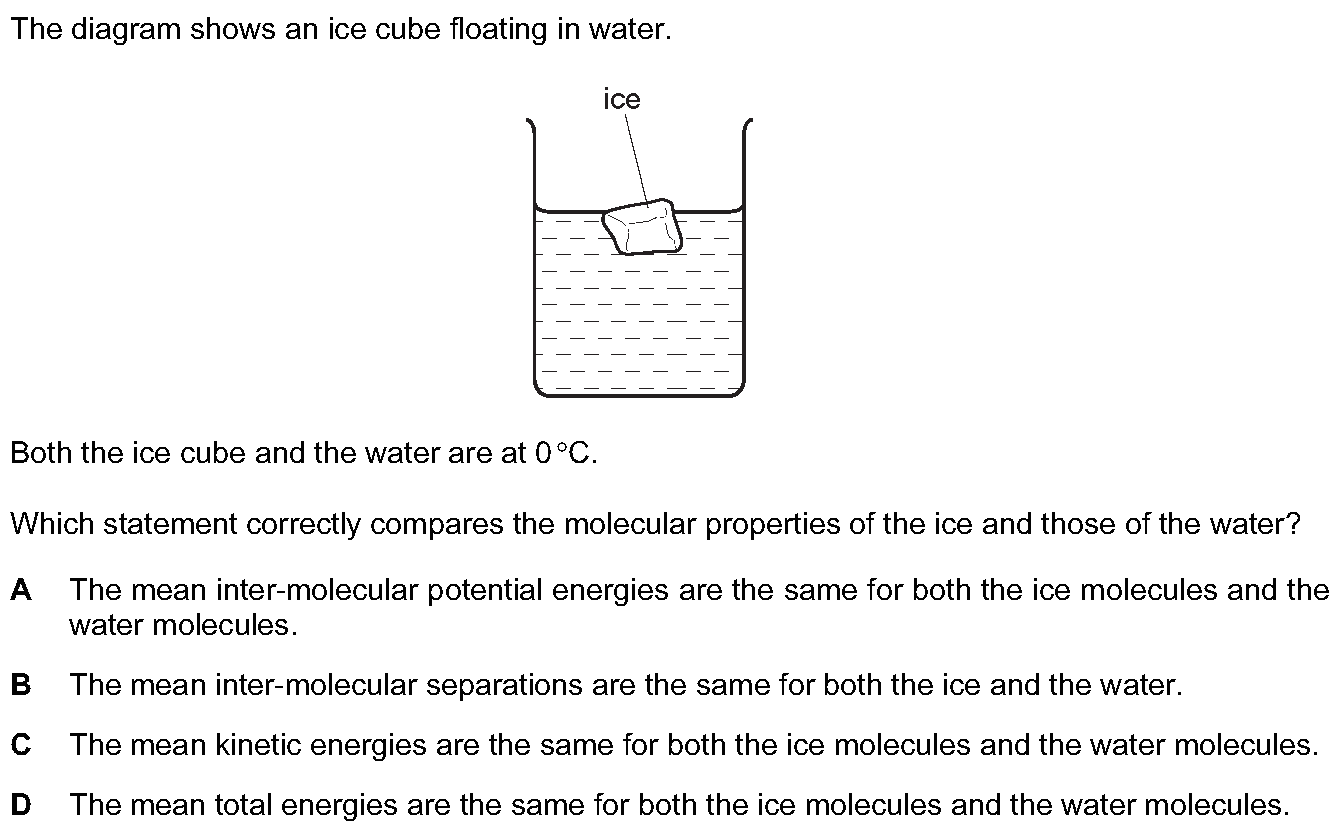 The diagram shows an ice cube floating in water.
ice
Both the ice cube and the water are at 0 °C.
Which statement correctly compares the molecular properties of the ice and those of the water?
A The mean inter-molecular potential energies are the same for both the ice molecules and the
water molecules.
B The mean inter-molecular separations are the same for both the ice and the water.
C The mean kinetic energies are the same for both the ice molecules and the water molecules.
D The mean total energies are the same for both the ice molecules and the water molecules.